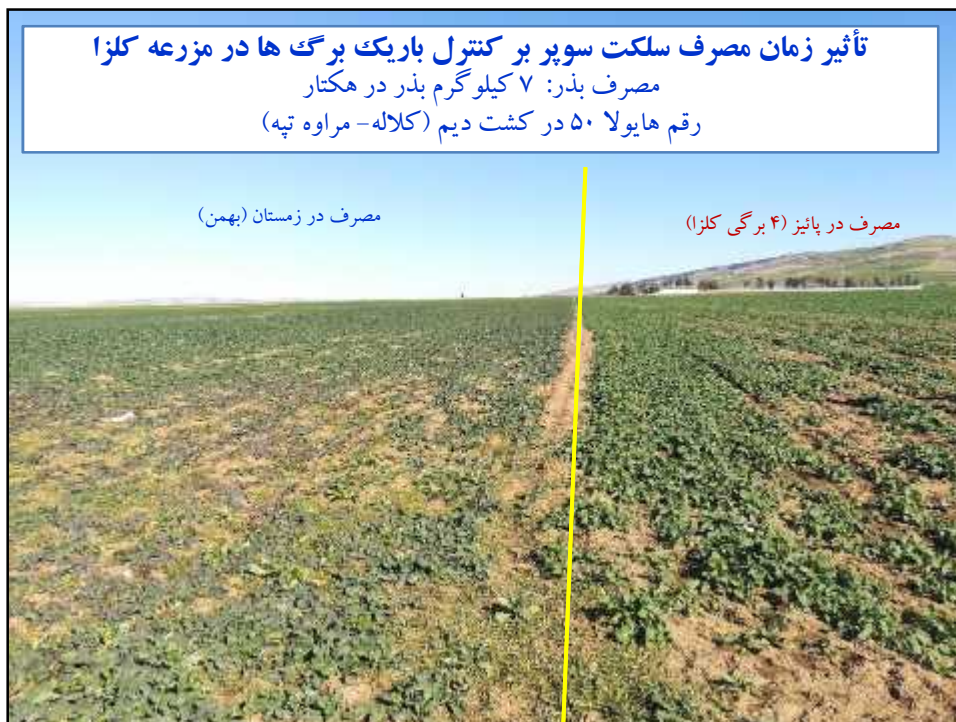 تأثیر زمان مصرف سلکت سوپر بر کنترل باریک برگ ها در مزرعه کلزا
مصرف بذر: ۷ کیلوگرم بذر در هکتار
رقم هایولا ۵۰ در کشت دیم (کلاله- مراوه تپه)
مصرف در پائیز (۴ برگی کلزا)
مصرف در زمستان (بهمن)